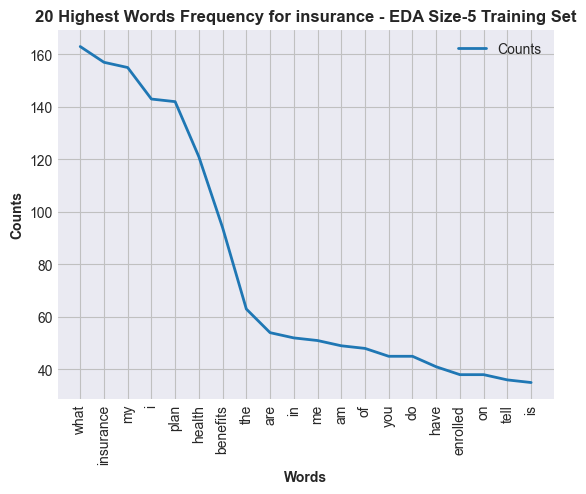 20 Highest Words Frequency for insurance - EDA Size-5 Training Set
Counts
160
140
120
100
80
60
40
Counts
what
insurance
my
i
plan
health
benefits
the
are
in
me
am
of
you
do
have
enrolled
on
tell
is
Words